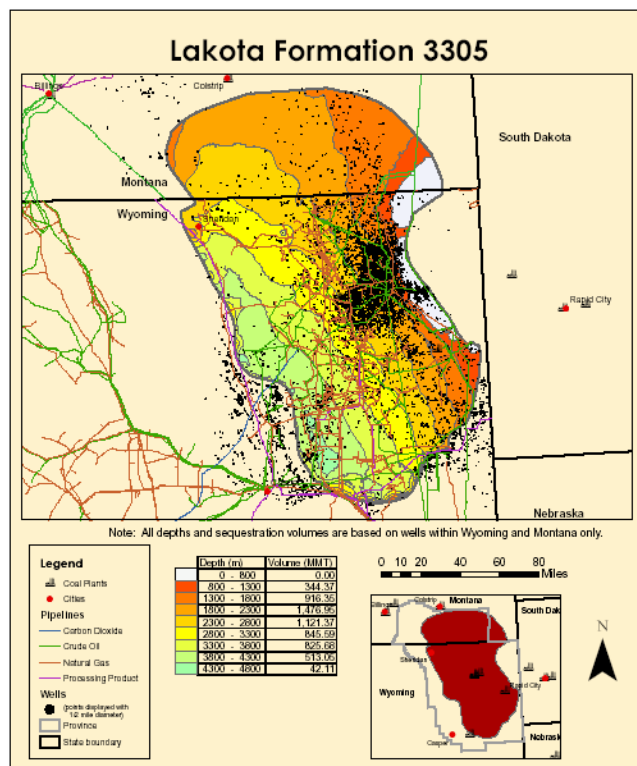 Lakota Formation 3305
Billings
Colstrip
South Dakota
Montana
Wyoming
Sheridan
Rapid City
Nebraska
Note: All depths and sequestration volumes are based on wells within Wyoming and Montana only.
Legend
Coal Plants
Cities
Pipelines
Carbon Dioxide
Crude Oil
Natural Gas
Processing Product
Wells
(points displayed with
1/2 mile diameter)
Province
State boundary
Depth (m) Volume (MMT)
0 - 800 0.00
800 - 1300 344.37
1300 - 1800 916.35
1800 - 2300 1,476.95
2300 - 2800 1,121.37
2800 - 3300 845.59
3300 - 3800 825.68
3800 - 4300 513.05
4300 - 4800 42.11
0 10 20 40 60 80
Miles
Billings
Colstrip
Montana
South Dak
Sheridan
Rapid City
Wyoming
Casper
Nebras
N